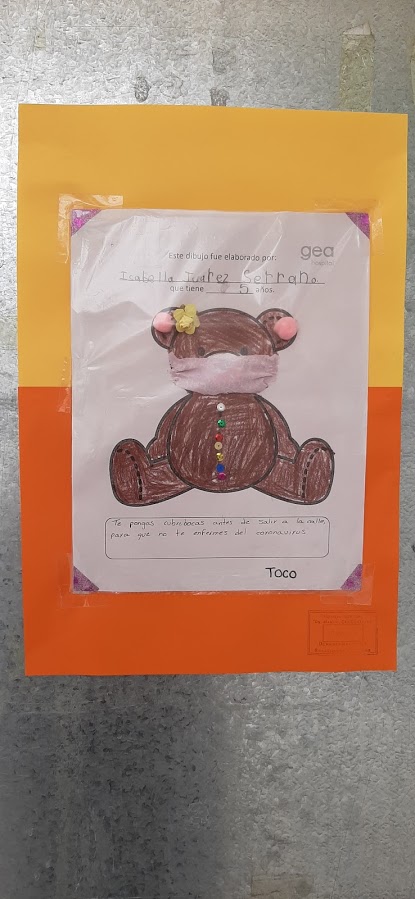 Este dibujo fue elaborado por:
gea
Isabella Juarez Serrano
que tiene 5 años.
Te pongas cubrebocas antes de salir a la calle,
para que no te enfermes del coronavirus
TOCO